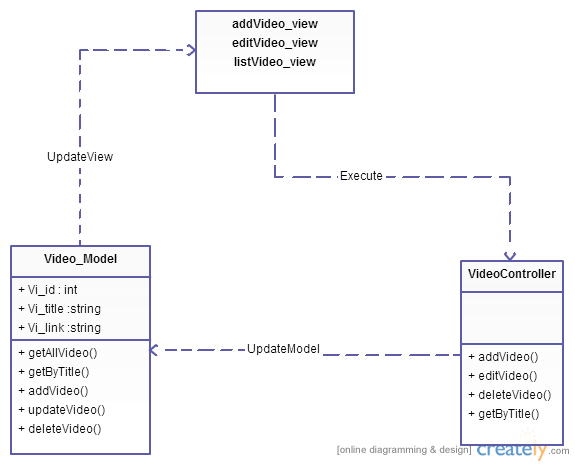 addVideo_view
editVideo_view
listVideo_view
UpdateView
Execute
Video_Model
+ Vi_id : int
+ Vi_title :string
+ Vi_link :string
+ getAllVideo()
+ getByTitle()
+ addVideo()
+ updateVideo()
+ deleteVideo()
UpdateModel
VideoController
+ addVideo()
+ editVideo()
+ deleteVideo()
+ getByTitle()
[online diagramming & design] creately.com